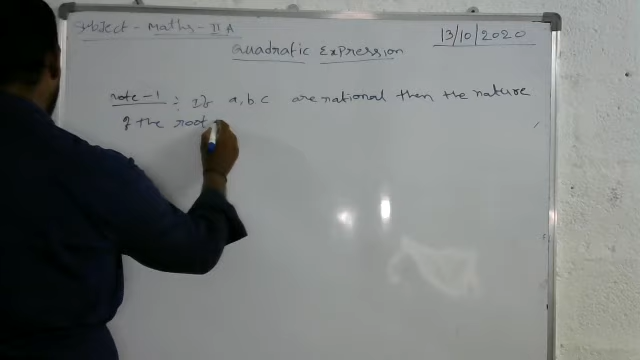 Subject - Maths - II A
13/10/2020
Quadratic Expression
note-1 : If a, b, c are rational then the nature
of the root